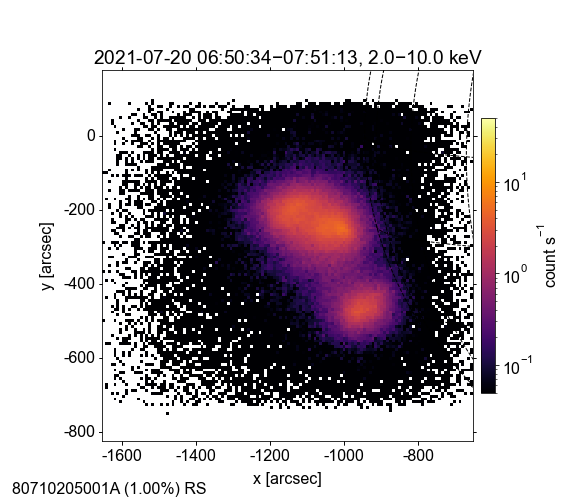 2021-07-20 06:50:34−07:51:13, 2.0−10.0 keV
0
-200
-400
-600
-800
y [arcsec]
-1600
-1400
-1200
-1000
-800
x [arcsec]
10¹
10⁰
10⁻¹
count s⁻¹
80710205001A (1.00%) RS